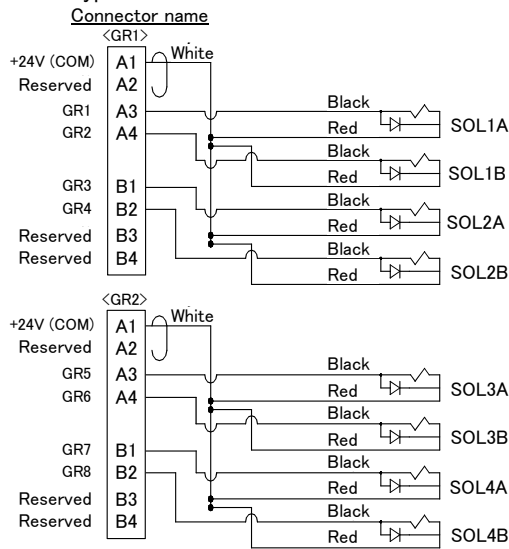 Connector name
<GR1>
White
+24V (COM) A1
Reserved A2
GR1 A3 Black
GR2 A4 Red SOL1A
Black
Red SOL1B
GR3 B1 Black
GR4 B2 Red SOL2A
Reserved B3 Black
Reserved B4 Red SOL2B
<GR2>
White
+24V (COM) A1
Reserved A2
GR5 A3 Black
GR6 A4 Red SOL3A
Black
Red SOL3B
GR7 B1 Black
GR8 B2 Red SOL4A
Reserved B3 Black
Reserved B4 Red SOL4B